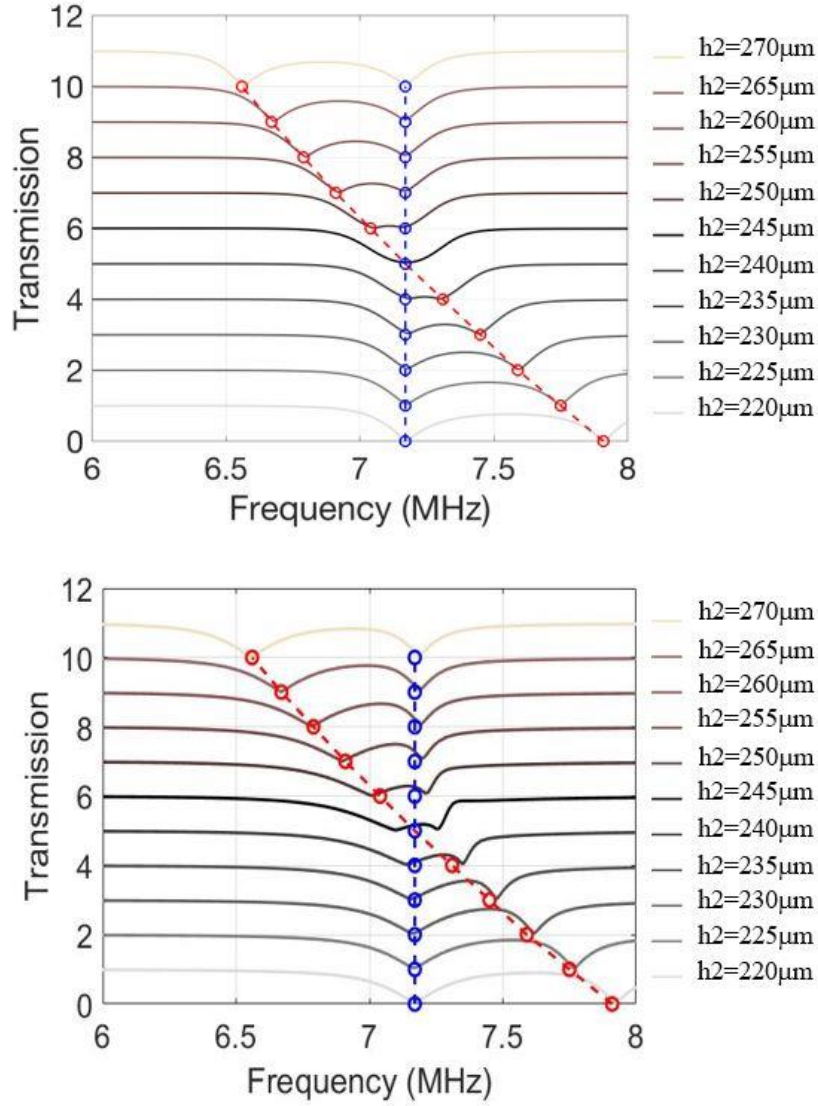 12
10
8
6
4
2
0
Transmission
6
6.5
7
7.5
8
Frequency (MHz)
h2=270μm
h2=265μm
h2=260μm
h2=255μm
h2=250μm
h2=245μm
h2=240μm
h2=235μm
h2=230μm
h2=225μm
h2=220μm
12
10
8
6
4
2
0
Transmission
6
6.5
7
7.5
8
Frequency (MHz)
h2=270μm
h2=265μm
h2=260μm
h2=255μm
h2=250μm
h2=245μm
h2=240μm
h2=235μm
h2=230μm
h2=225μm
h2=220μm